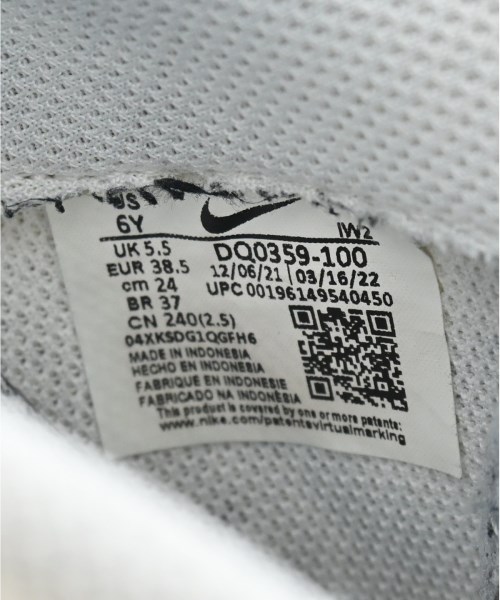 US
6Y
IW2
UK 5.5
EUR 38.5
cm 24
BR 37
CN 240(2.5)
DQ0359-100
12/06/21 | 03/16/22
UPC 00196149540450
04XKSDG1QGFH6
MADE IN INDONESIA
HECHO EN INDONESIA
FABRIQUE EN INDONESIE
FABRICADO NA INDONÉSIA
This product is covered by one or more patents:
www.nike.com/patentsvirtualmarking